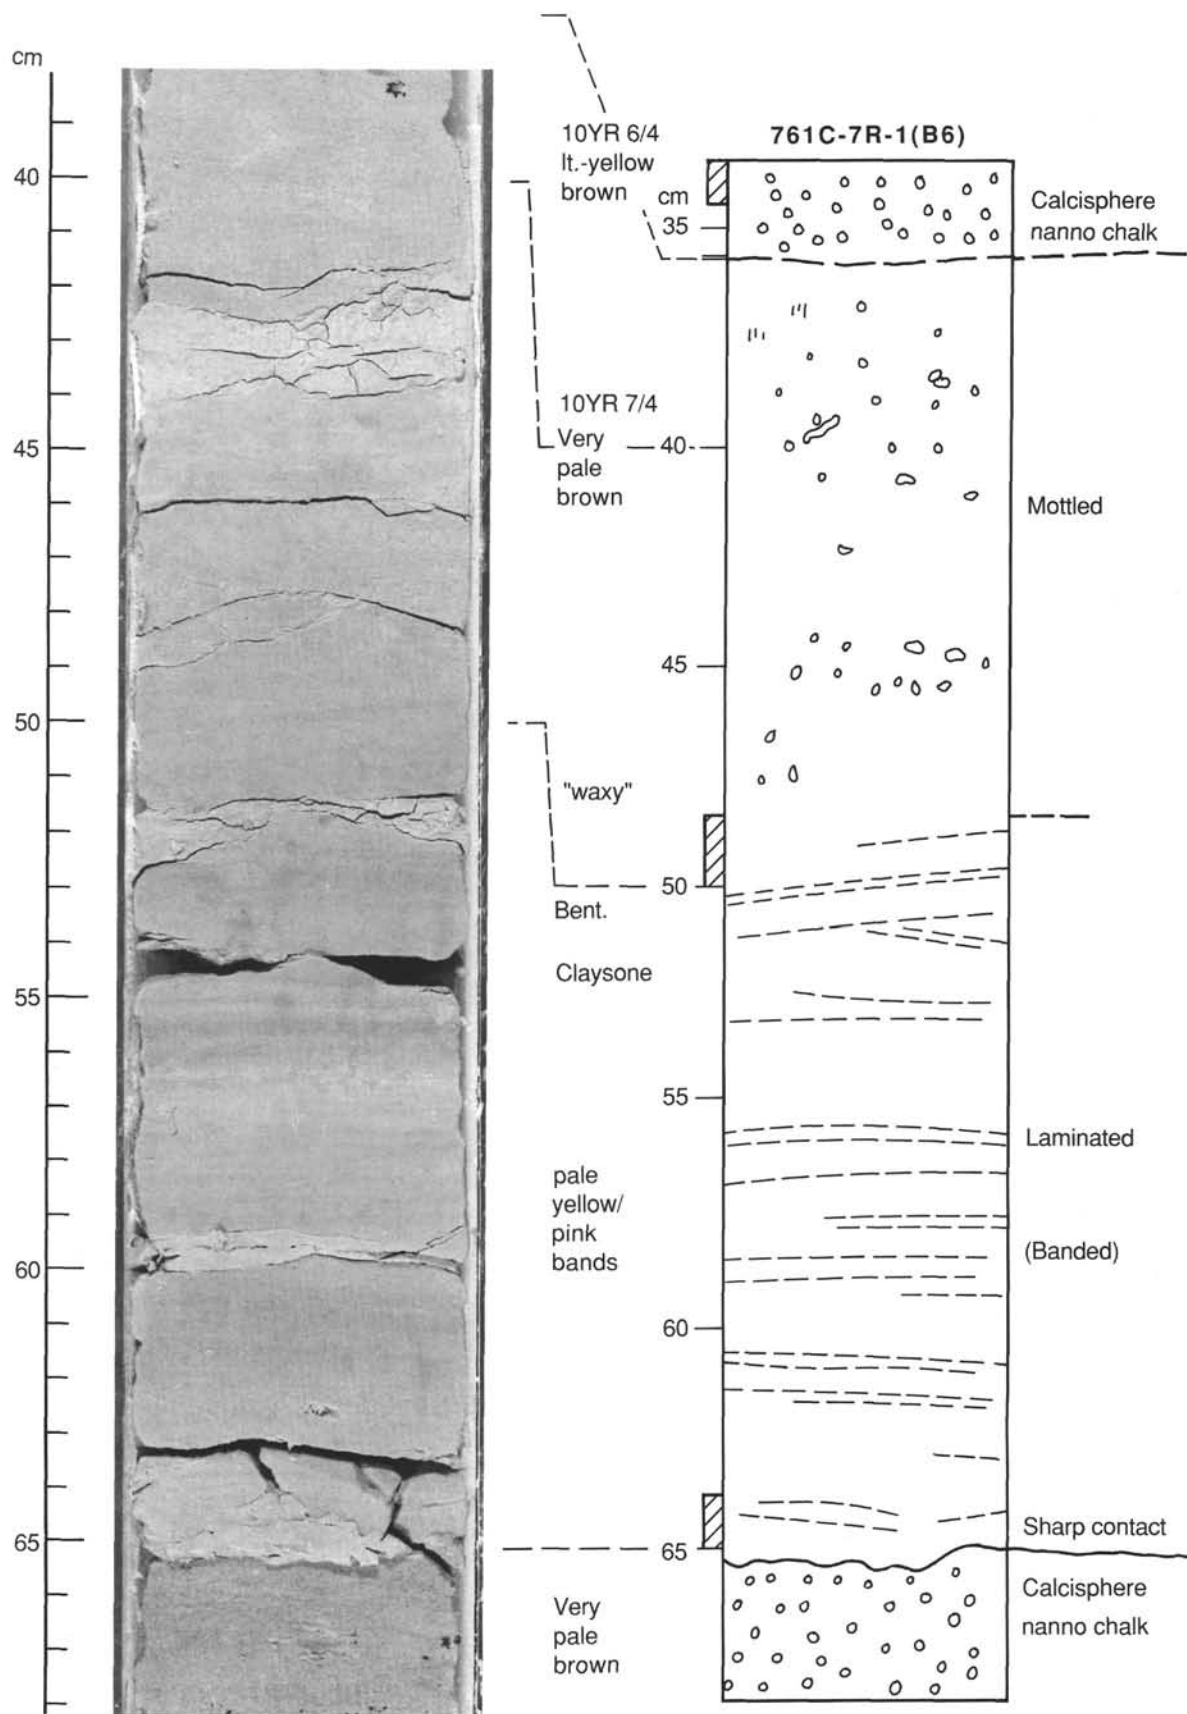 cm
40
45
50
55
60
65
10YR 6/4
lt.-yellow
brown
10YR 7/4
Very
pale
brown
"waxy"
Bent.
Claysone
pale
yellow/
pink
bands
Very
pale
brown
761C-7R-1(B6)
cm
35
40
45
50
55
60
65
Calcisphere
nanno chalk
Mottled
Laminated
(Banded)
Sharp contact
Calcisphere
nanno chalk